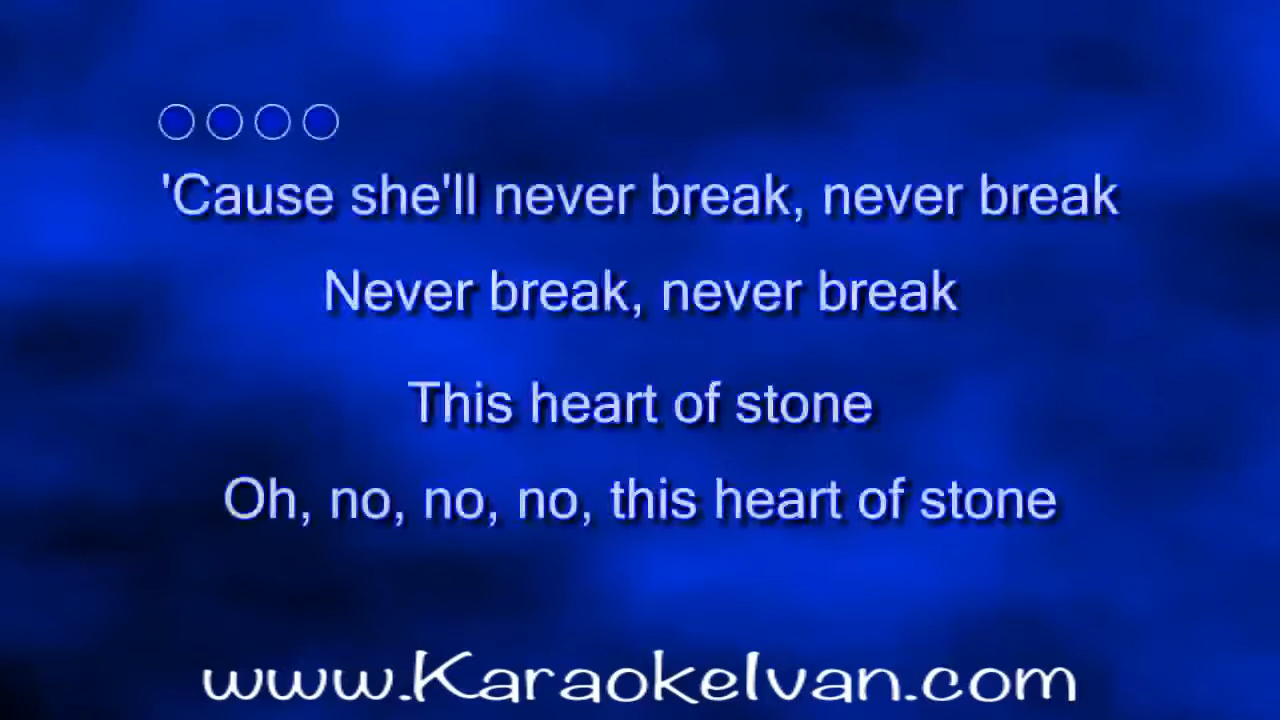 'Cause she'll never break, never break
Never break, never break
This heart of stone
Oh, no, no, no, this heart of stone
www.KaraokeIvan.com